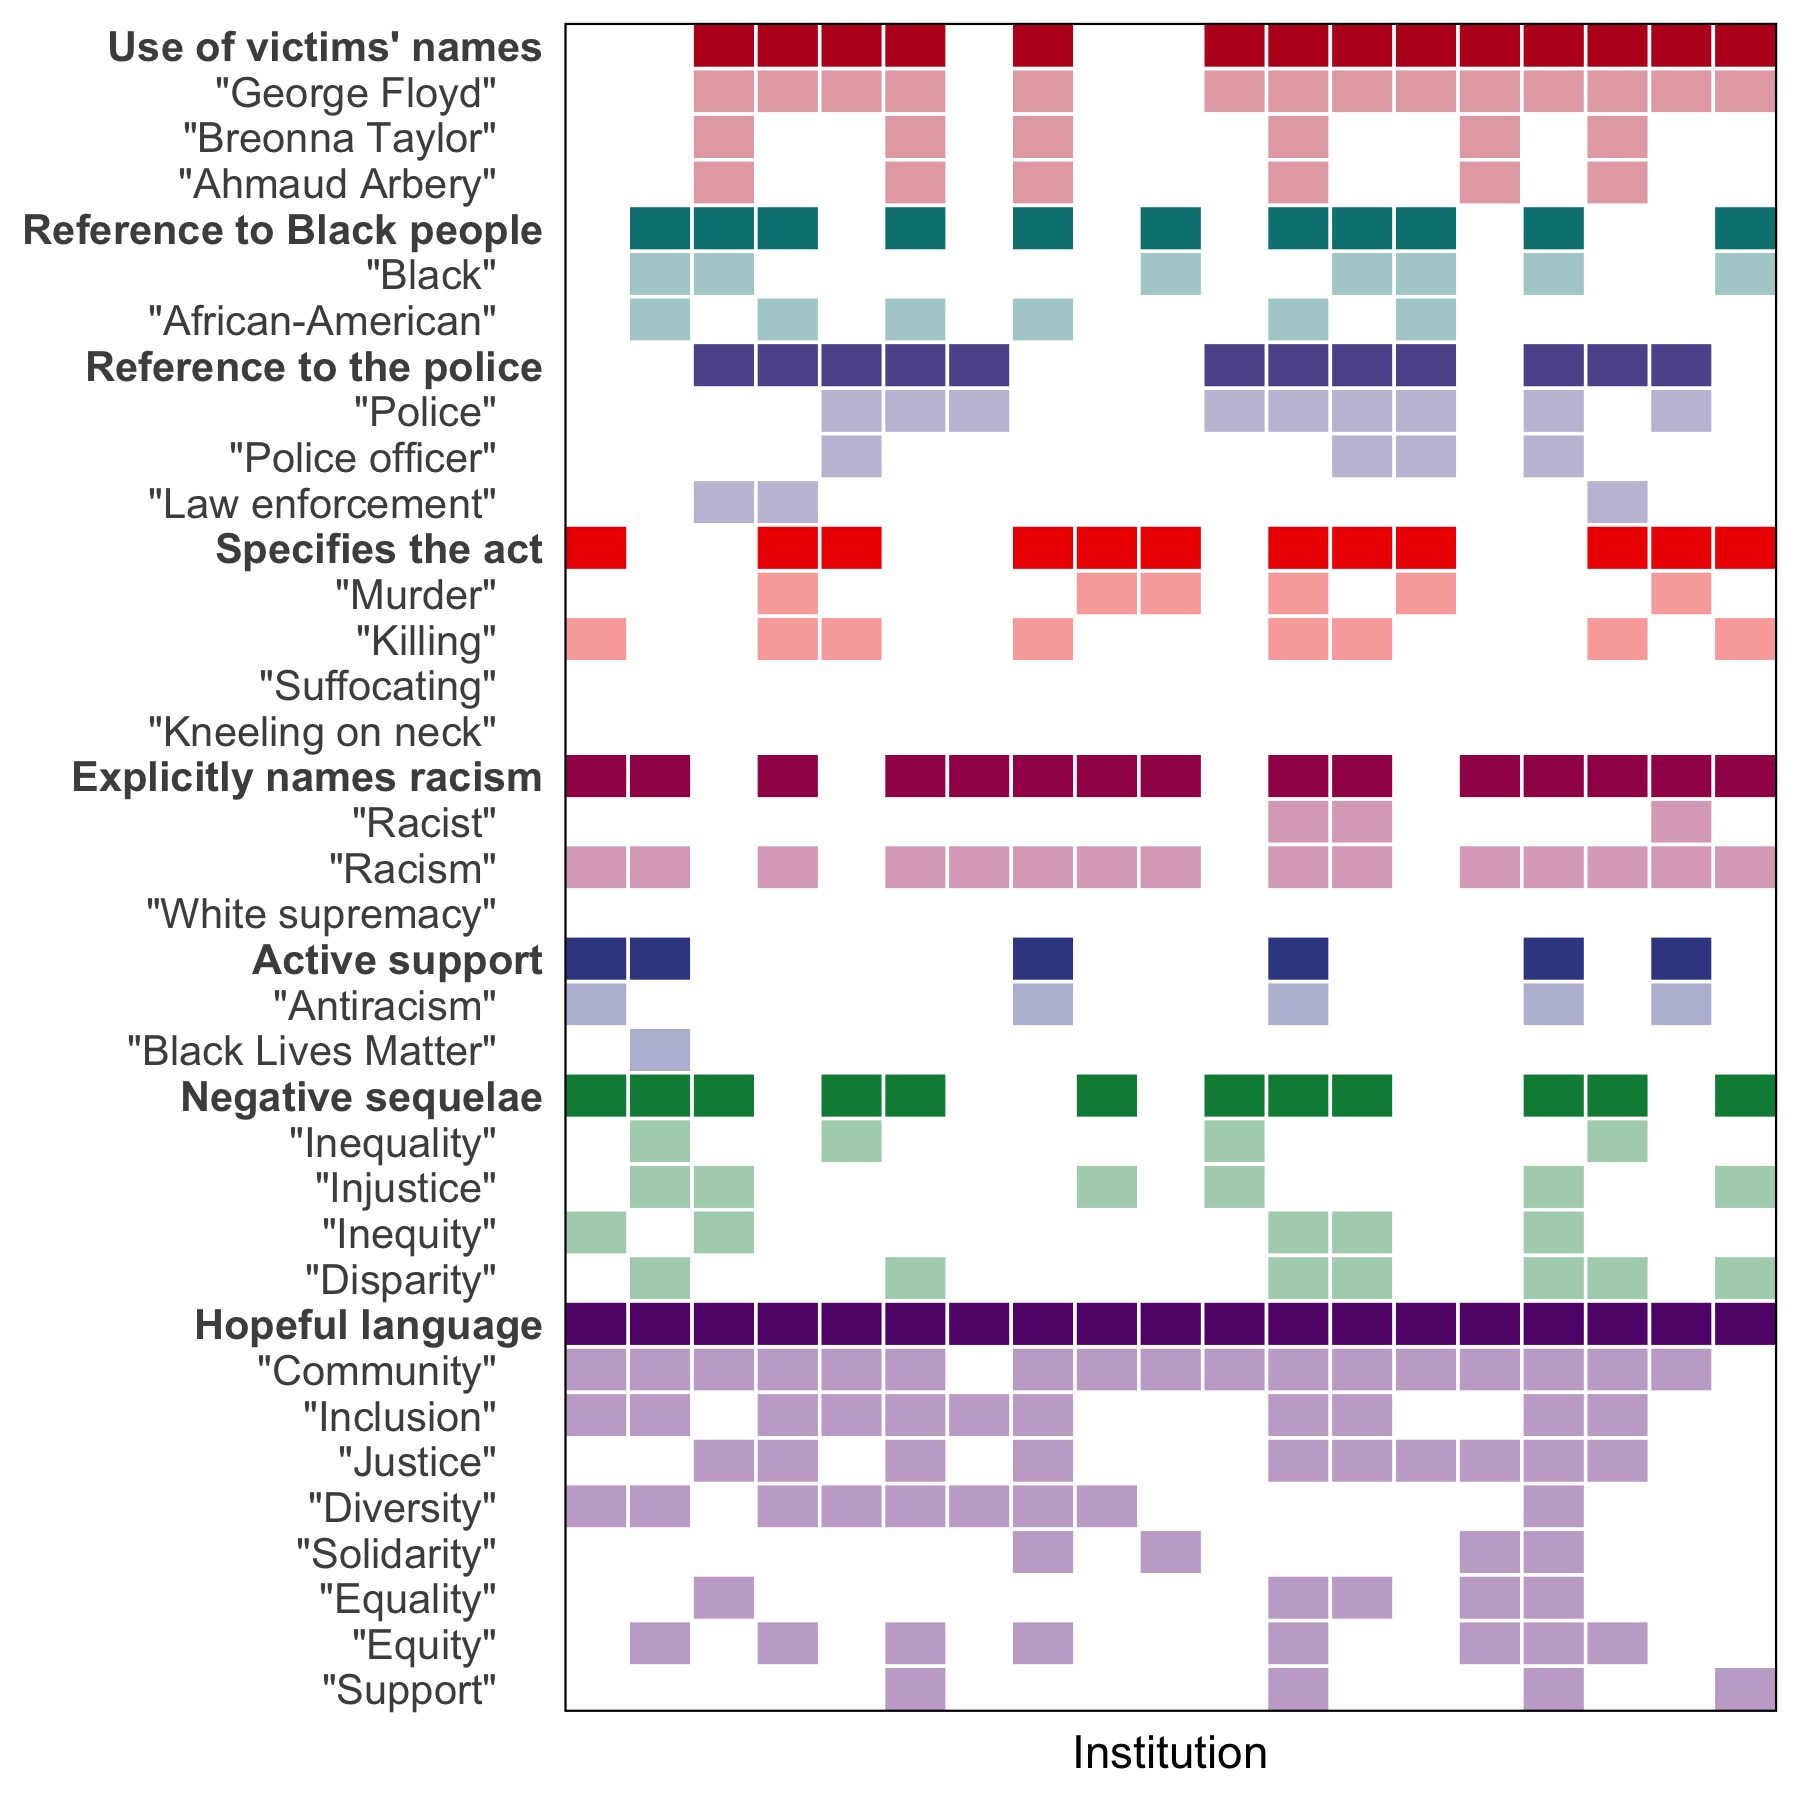 Use of victims' names
"George Floyd"
"Breonna Taylor"
"Ahmaud Arbery"
Reference to Black people
"Black"
"African-American"
Reference to the police
"Police"
"Police officer"
"Law enforcement"
Specifies the act
"Murder"
"Killing"
"Suffocating"
"Kneeling on neck"
Explicitly names racism
"Racist"
"Racism"
"White supremacy"
Active support
"Antiracism"
"Black Lives Matter"
Negative sequelae
"Inequality"
"Injustice"
"Inequity"
"Disparity"
Hopeful language
"Community"
"Inclusion"
"Justice"
"Diversity"
"Solidarity"
"Equality"
"Equity"
"Support"
Institution